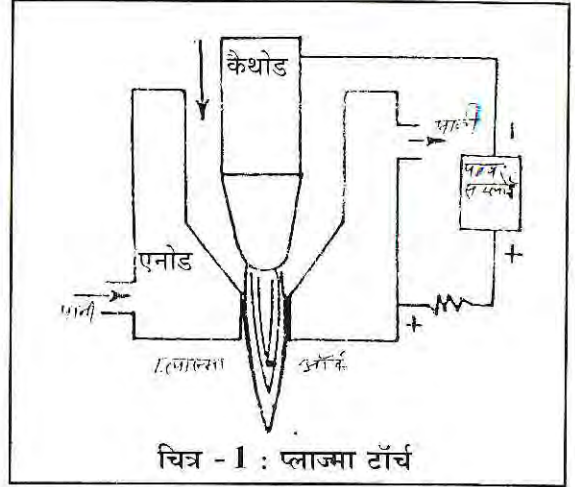 कैथोड
पानी
-
पावर
सप्लाई
+
एनोड
पानी
+
प्लाज्मा आर्क
चित्र - 1 : प्लाज्मा टॉर्च